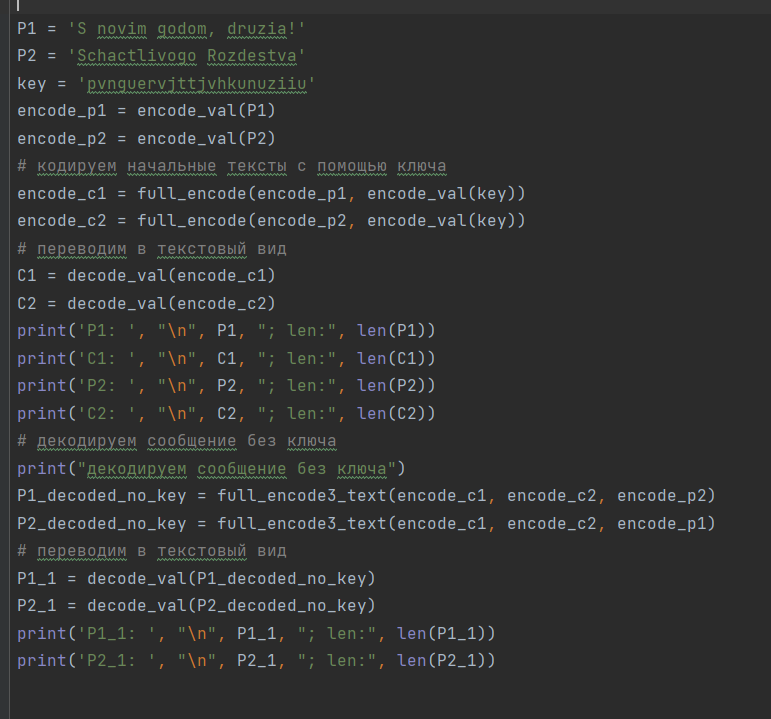 P1 = 'S novim godom, druzia!'
P2 = 'Schactlivogo Rozdestva'
key = 'pvnguervjttjvhkunuziiu'
encode_p1 = encode_val(P1)
encode_p2 = encode_val(P2)
# кодируем начальные тексты с помощью ключа
encode_c1 = full_encode(encode_p1, encode_val(key))
encode_c2 = full_encode(encode_p2, encode_val(key))
# переводим в текстовый вид
C1 = decode_val(encode_c1)
C2 = decode_val(encode_c2)
print('P1: ', "\n", P1, "; len:", len(P1))
print('C1: ', "\n", C1, "; len:", len(C1))
print('P2: ', "\n", P2, "; len:", len(P2))
print('C2: ', "\n", C2, "; len:", len(C2))
# декодируем сообщение без ключа
print("декодируем сообщение без ключа")
P1_decoded_no_key = full_encode3_text(encode_c1, encode_c2, encode_p2)
P2_decoded_no_key = full_encode3_text(encode_c1, encode_c2, encode_p1)
# переводим в текстовый вид
P1_1 = decode_val(P1_decoded_no_key)
P2_1 = decode_val(P2_decoded_no_key)
print('P1_1: ', "\n", P1_1, "; len:", len(P1_1))
print('P2_1: ', "\n", P2_1, "; len:", len(P2_1))